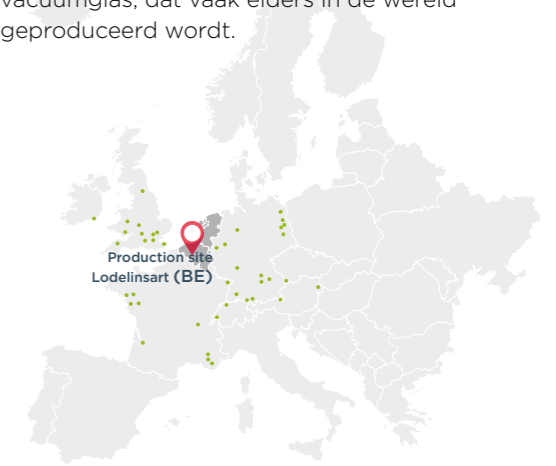 vacuümglas, dat vaak elders in de wereld
geproduceerd wordt.
Production site
Lodelinsart (BE)